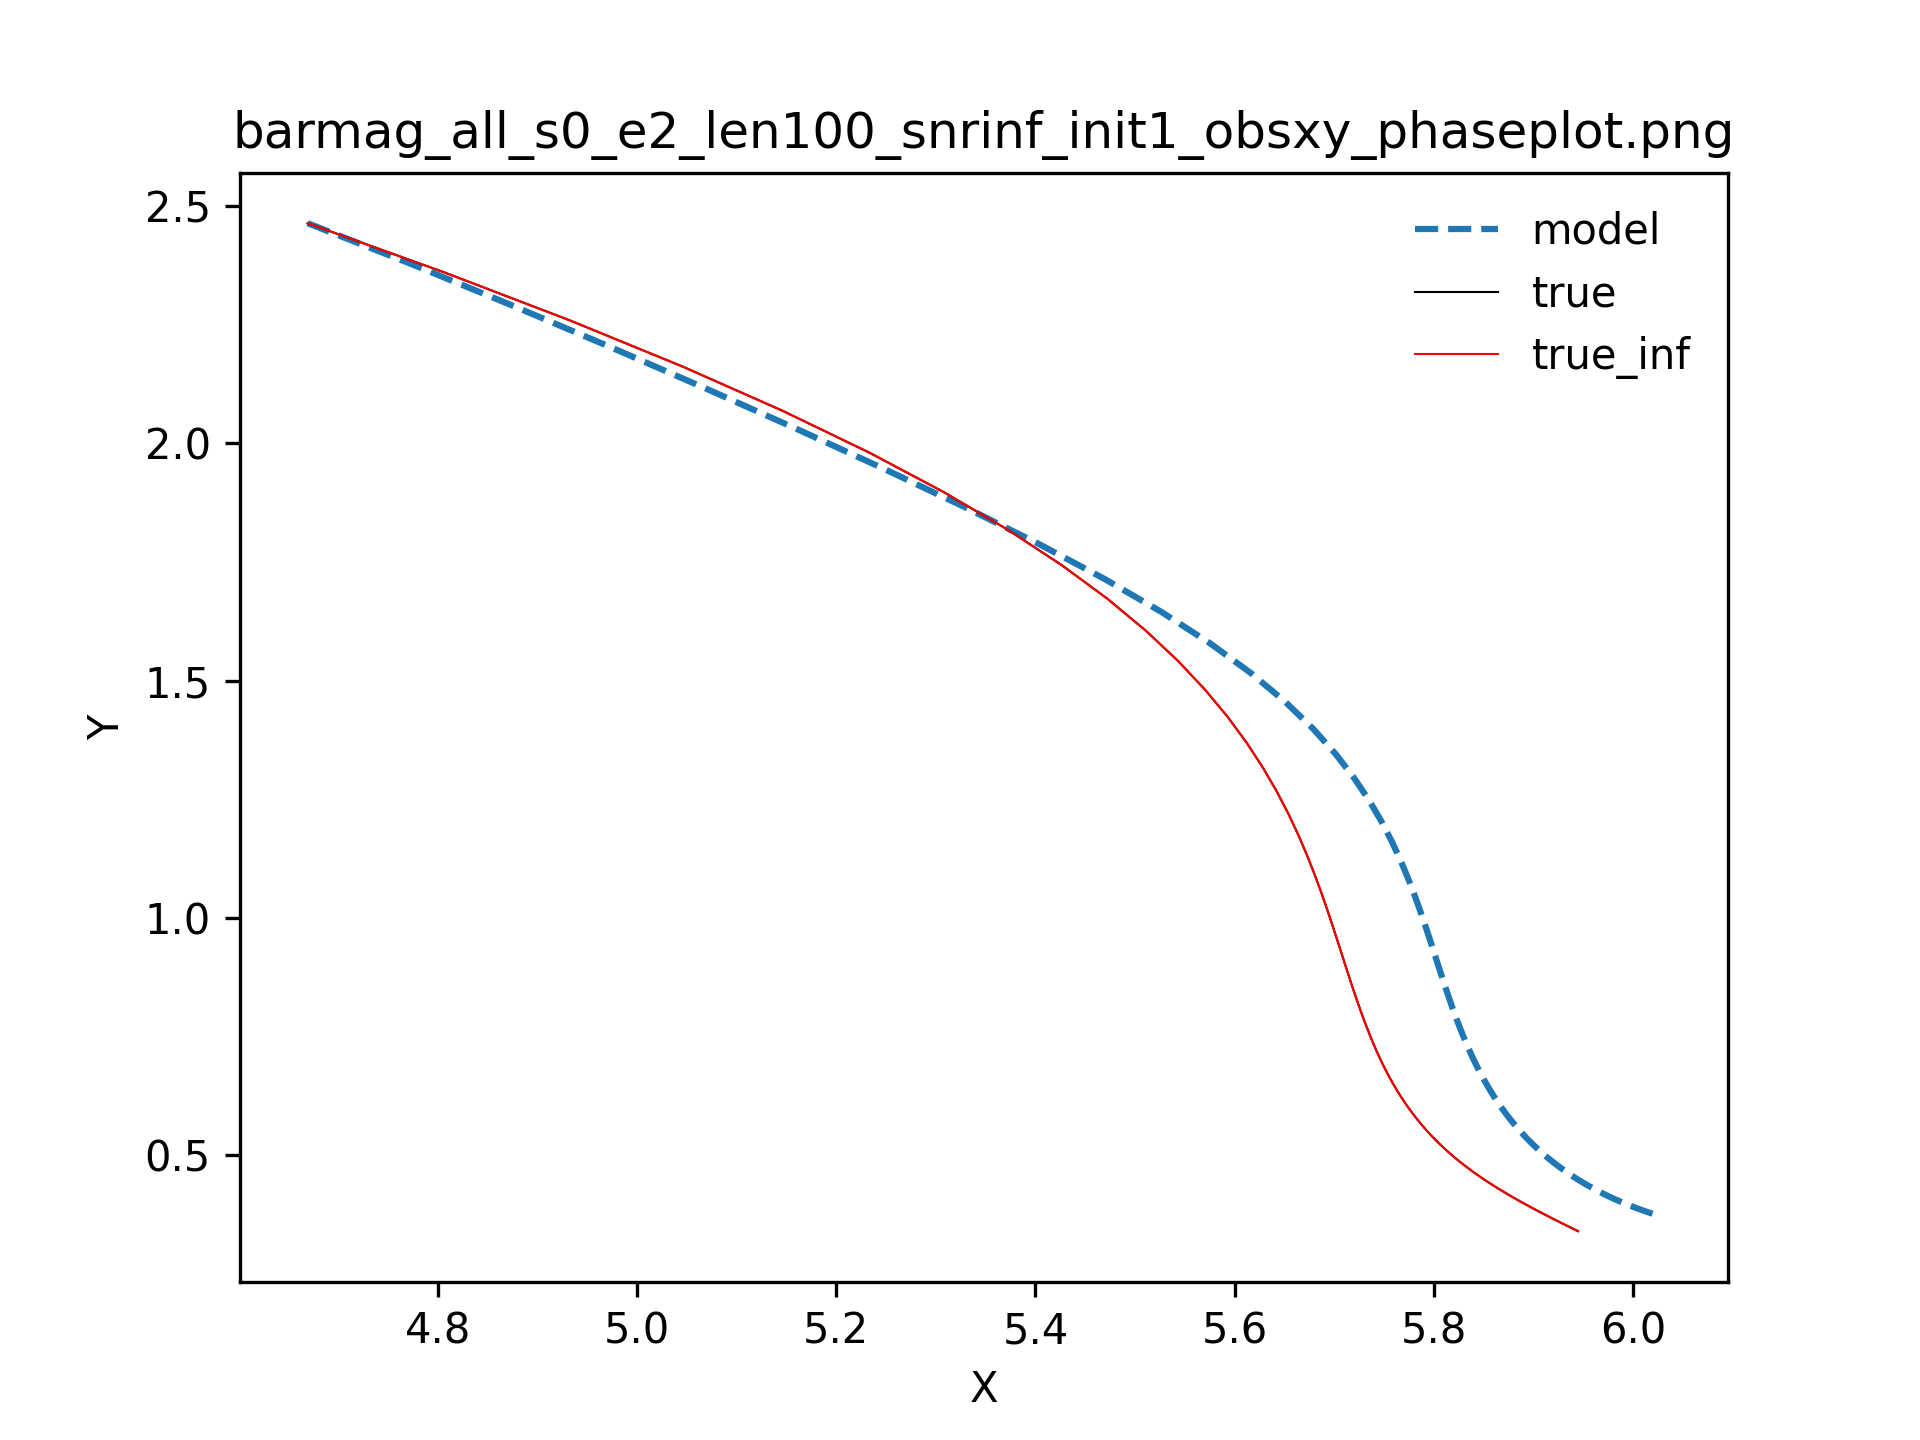 barmag_all_s0_e2_len100_snrinf_init1_obsxy_phaseplot.png
model
true
true_inf
2.5
2.0
1.5
1.0
0.5
Y
4.8 5.0 5.2 5.4 5.6 5.8 6.0
X